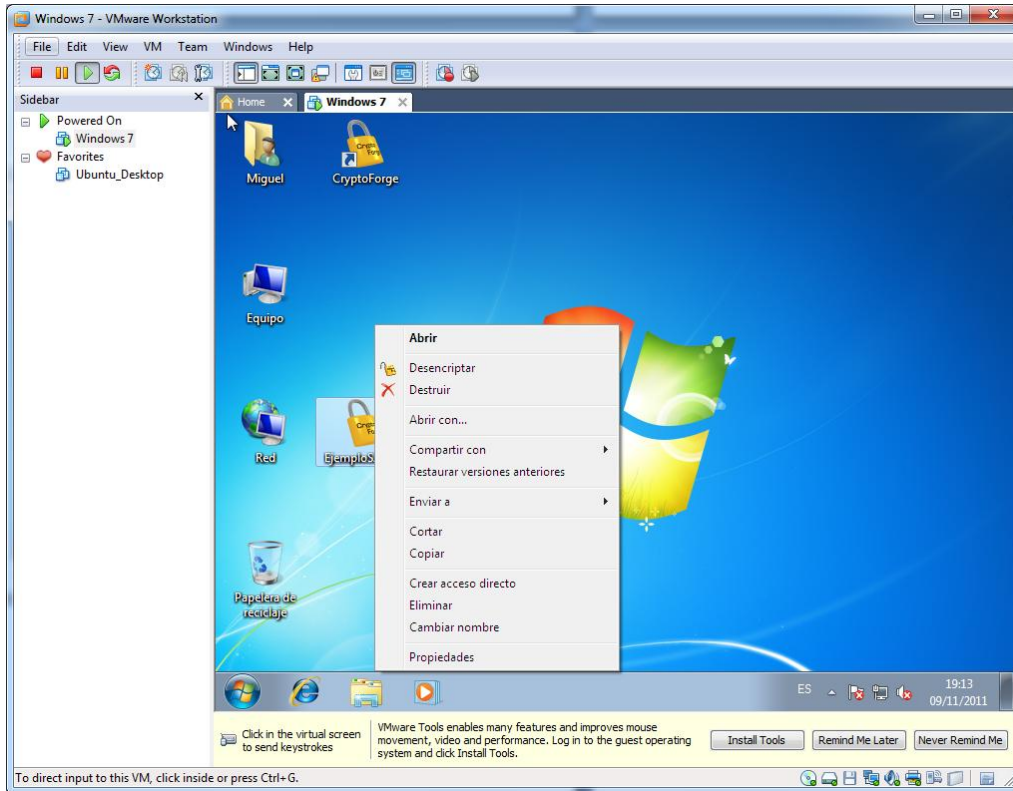 Windows 7 - VMware Workstation
File Edit View VM Team Windows Help
Sidebar
Home
Windows 7
Powered On
Windows 7
Favorites
Ubuntu_Desktop
Miguel
CryptoForge
Equipo
Red
EjemploS
Papelera de
reciclaje
Abrir
Desencriptar
Destruir
Abrir con...
Compartir con
Restaurar versiones anteriores
Enviar a
Cortar
Copiar
Crear acceso directo
Eliminar
Cambiar nombre
Propiedades
ES
19:13
09/11/2011
Click in the virtual screen
to send keystrokes
VMware Tools enables many features and improves mouse
movement, video and performance. Log in to the guest operating
system and click Install Tools.
Install Tools
Remind Me Later
Never Remind Me
To direct input to this VM, click inside or press Ctrl+G.